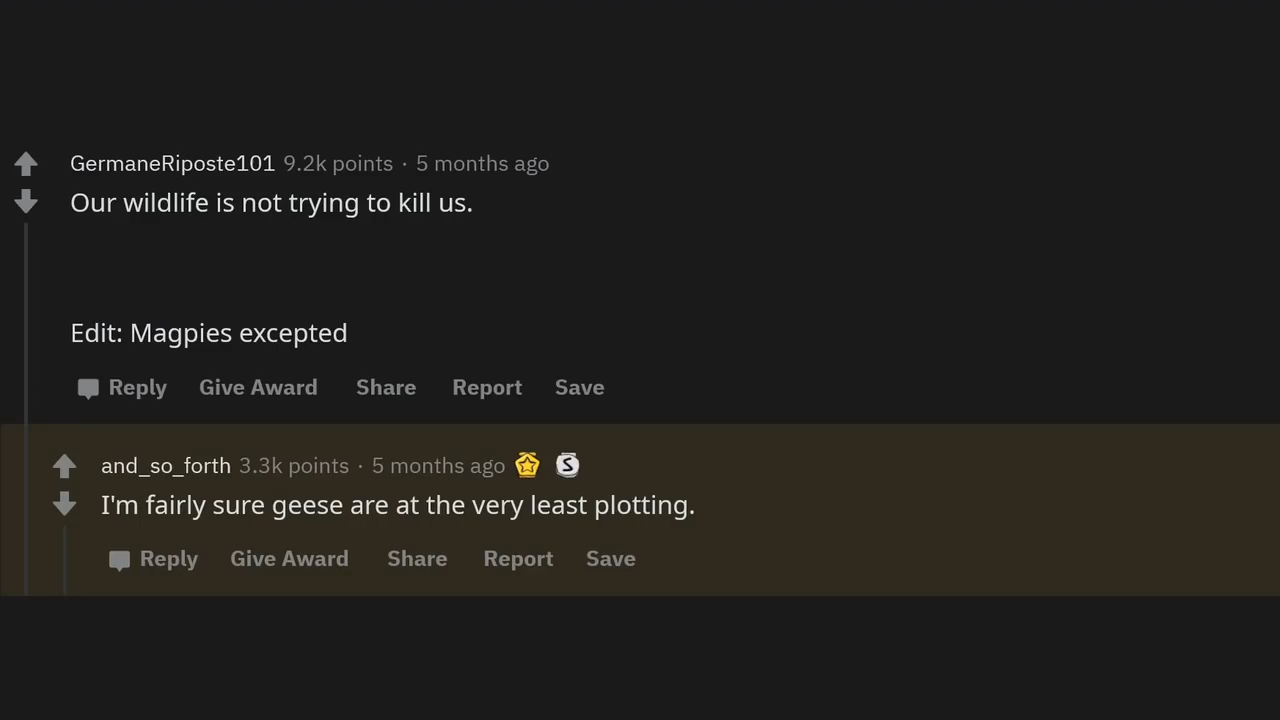 GermaneRiposte101 9.2k points · 5 months ago
Our wildlife is not trying to kill us.
Edit: Magpies excepted
Reply Give Award Share Report Save
and_so_forth 3.3k points · 5 months ago S
I'm fairly sure geese are at the very least plotting.
Reply Give Award Share Report Save